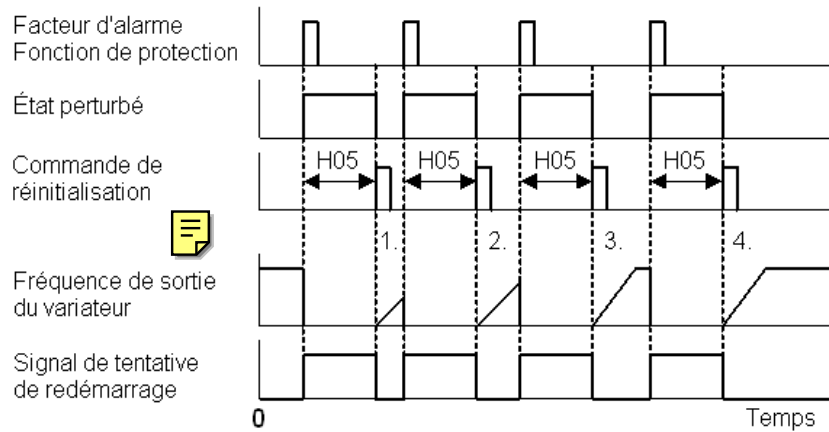 Facteur d'alarme
Fonction de protection
État perturbé
Commande de
réinitialisation
H05 H05 H05 H05
1. 2. 3. 4.
Fréquence de sortie
du variateur
Signal de tentative
de redémarrage
0 Temps